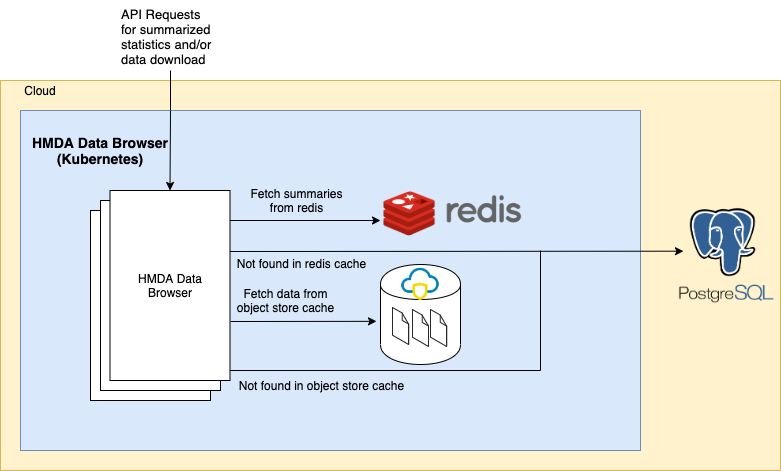 API Requests
for summarized
statistics and/or
data download
Cloud
HMDA Data Browser
(Kubernetes)
Fetch summaries
from redis
redis
Not found in redis cache
HMDA Data
Browser
Fetch data from
object store cache
PostgreSQL
Not found in object store cache